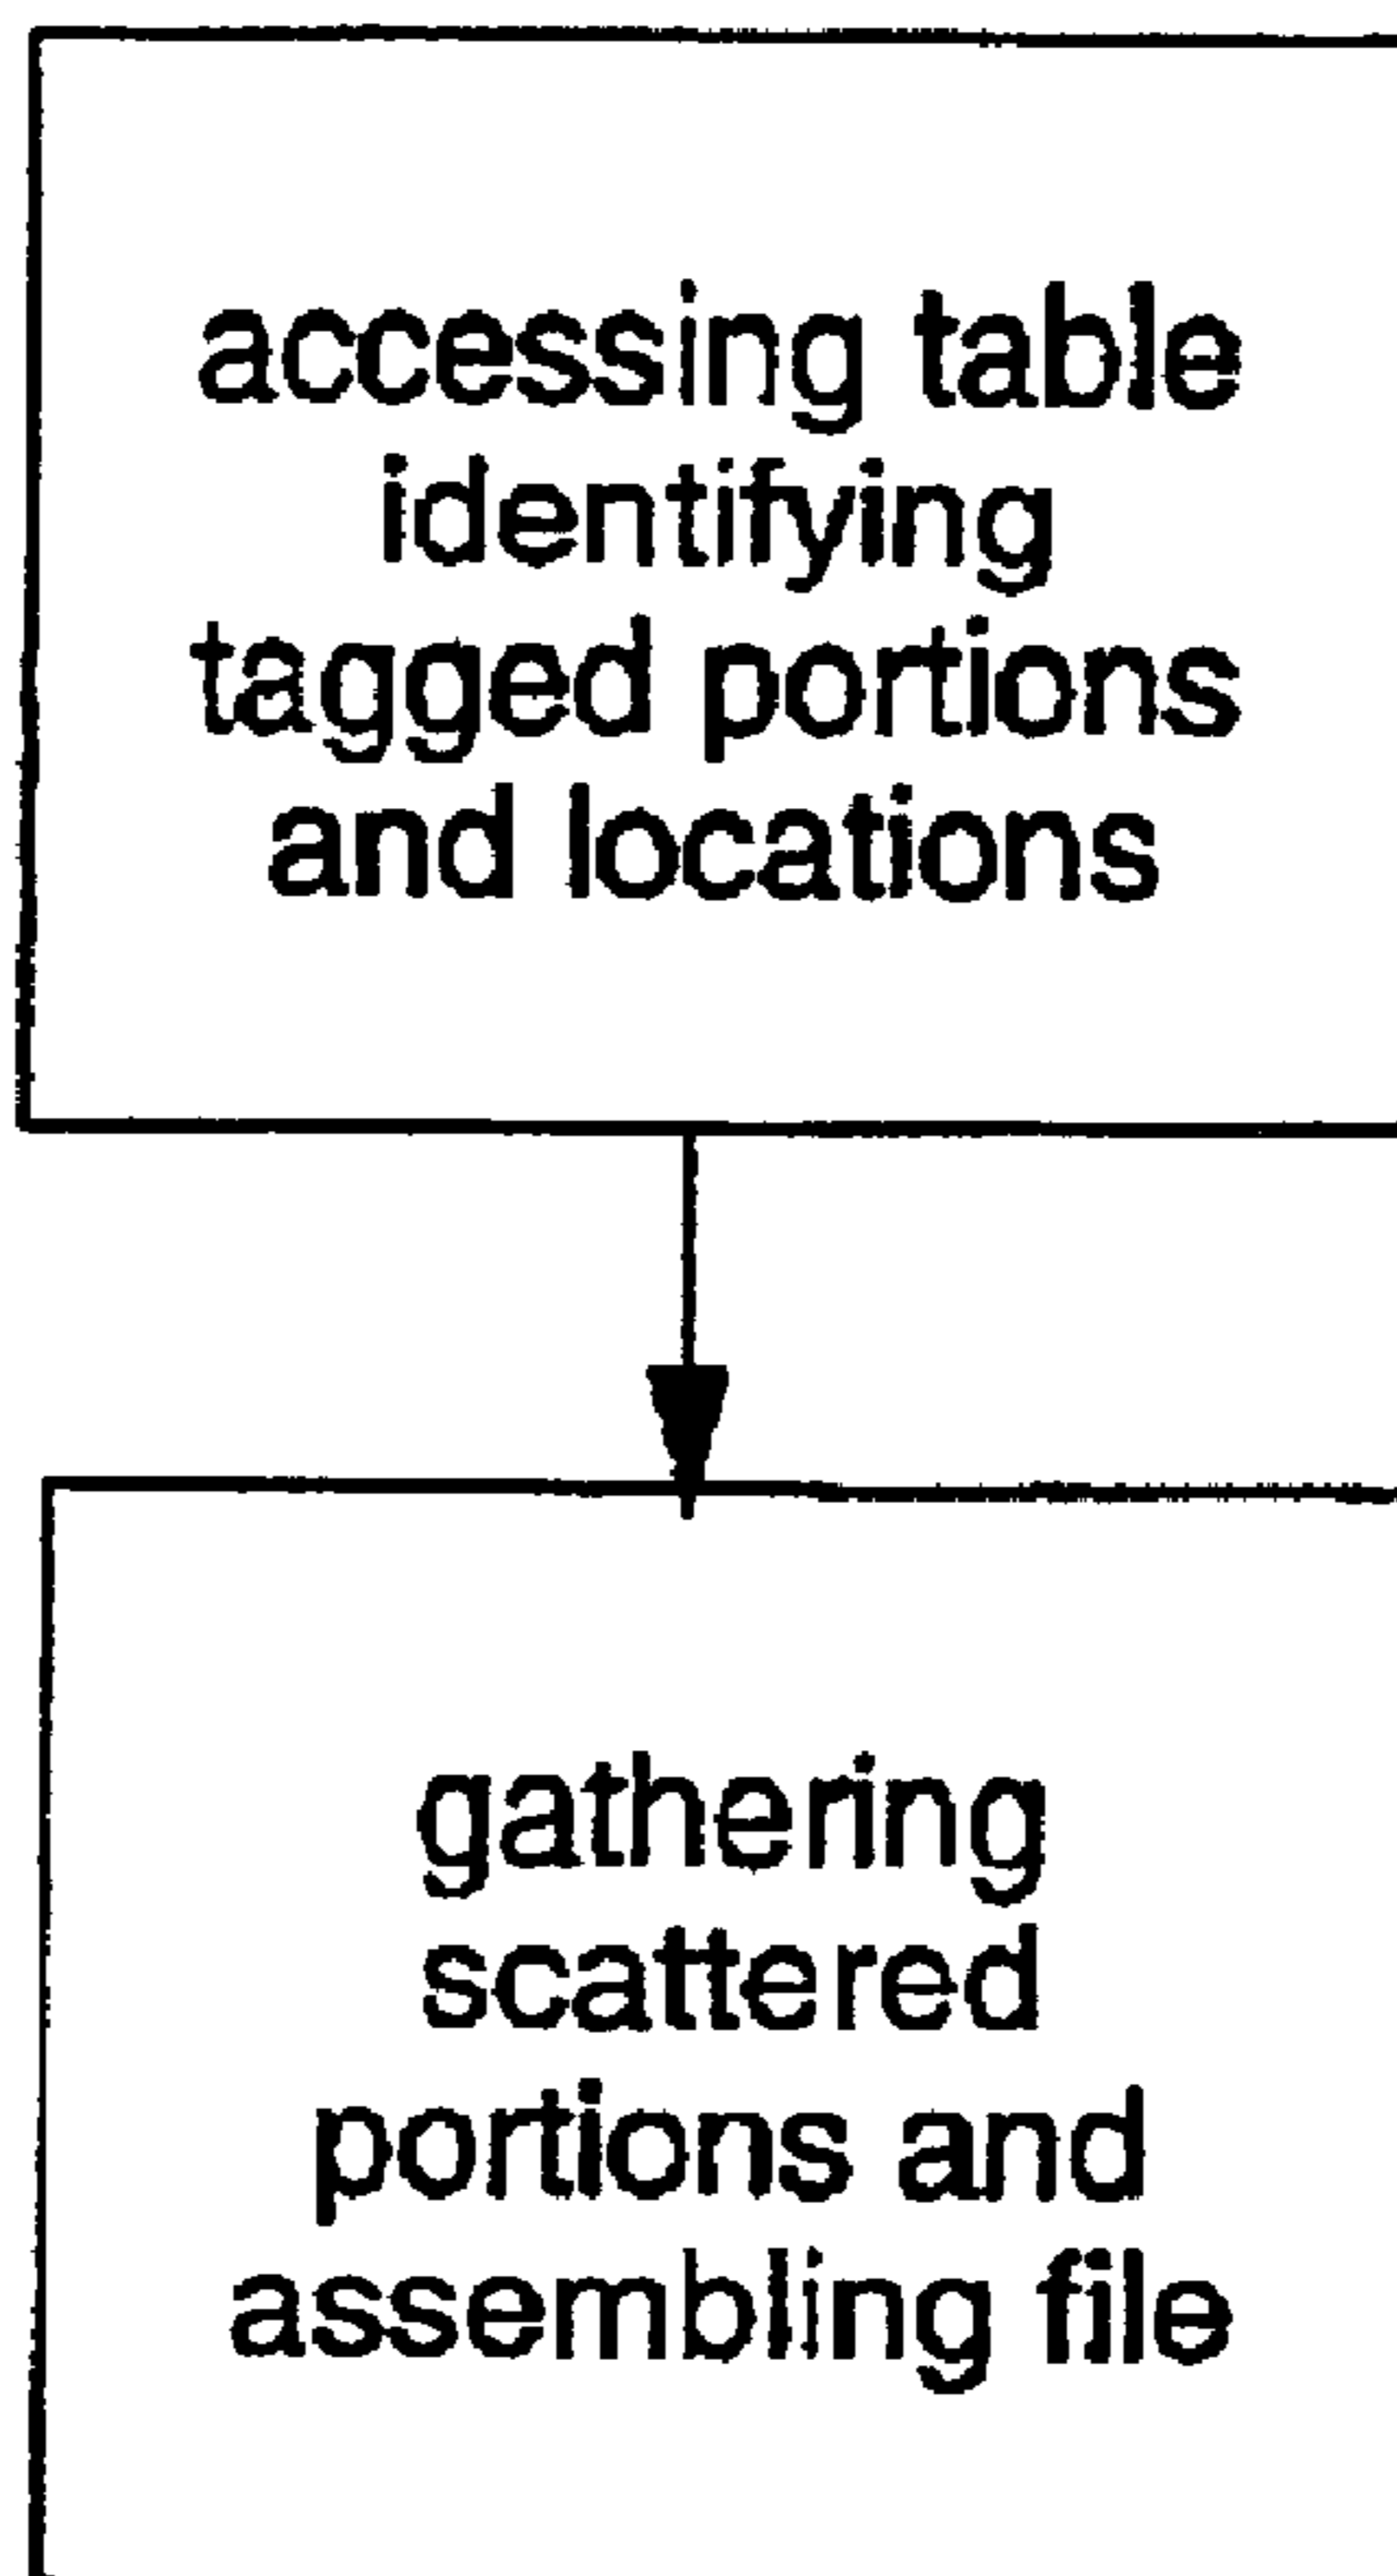 accessing table
identifying
tagged portions
and locations
gathering
scattered
portions and
assembling file